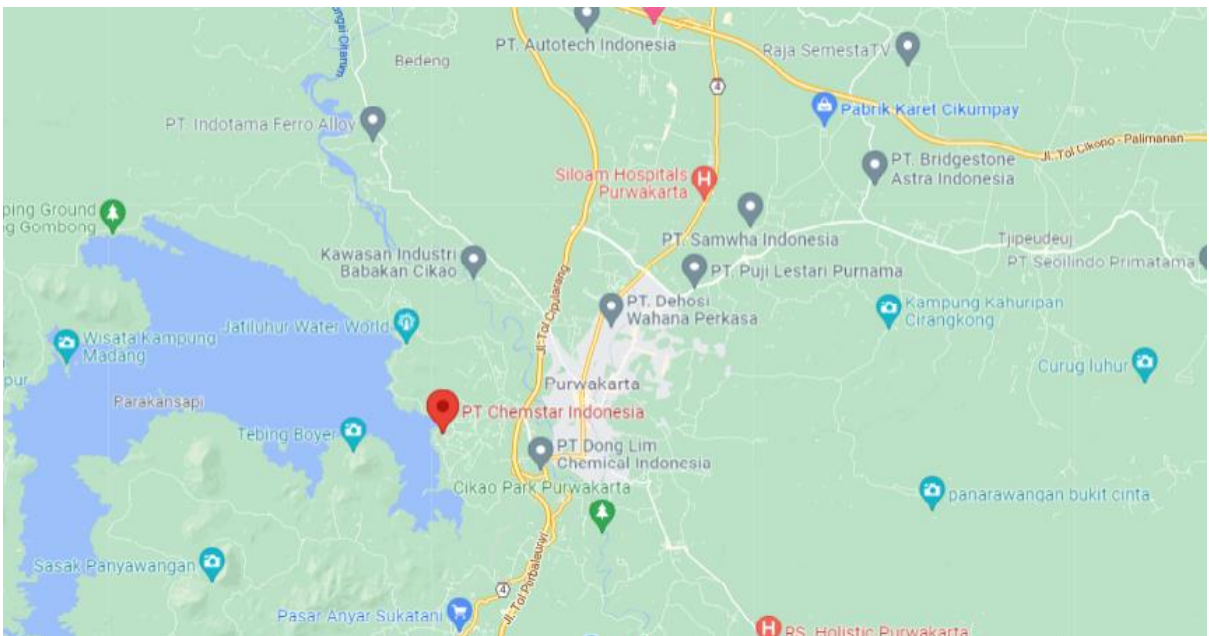 PT. Autotech Indonesia
Raja SemestaTV
Bedeng
4
Pabrik Karet Cikumpay
PT. Indotama Ferro Alloy
Jl. Tol Cikopo - Palimanan
PT. Bridgestone
Astra Indonesia
Siloam Hospitals
Purwakarta
ping Ground
g Gombong
PT. Samwha Indonesia
Tjipeudeuj
Kawasan Industri
Babakan Cikao
PT. Seoilindo Primatama
PT. Puji Lestari Purnama
Jl. Tol Cipularang
PT. Dehosi
Wahana Perkasa
Kampung Kahuripan
Cirangkong
Jatiluhur Water World
Wisata Kampung
Madang
Curug luhur
pur
Purwakarta
Parakansapi
PT Chemstar Indonesia
Tebing Boyer
PT Dong Lim
Chemical Indonesia
Cikao Park Purwakarta
panarawangan bukit cinta
Sasak Panyawangan
4
Jl. Tol Purbaleunyi
Pasar Anyar Sukatani
RS. Holistic Purwakarta